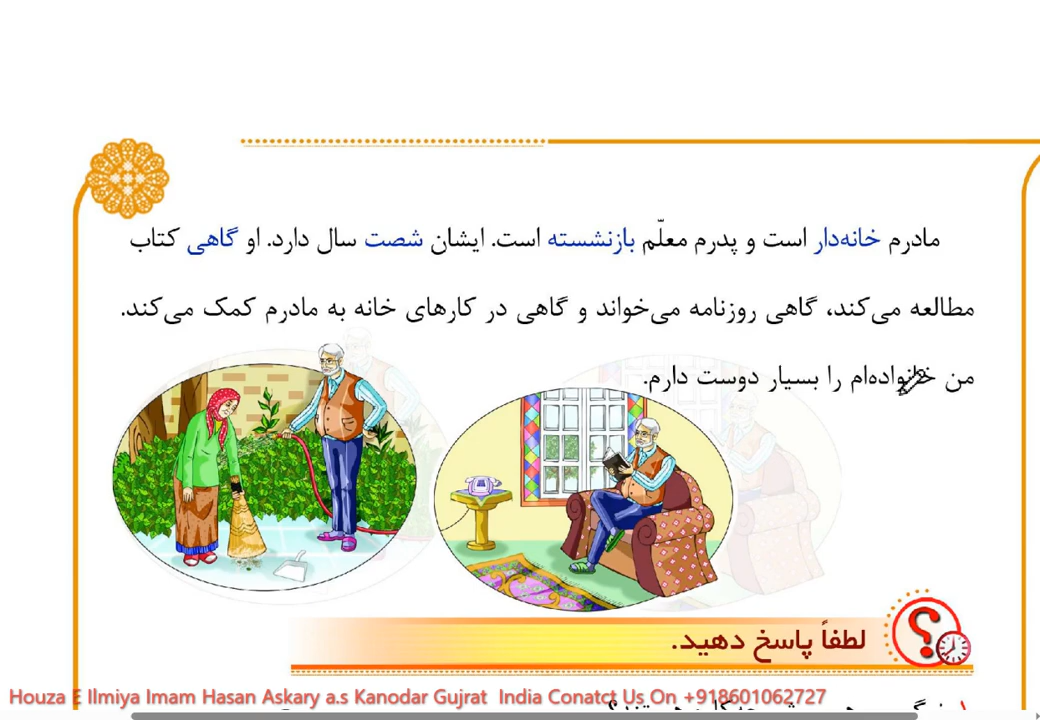 مادرم خانه‌دار است و پدرم معلّم بازنشسته است. ایشان شصت سال دارد. او گاهی کتاب
مطالعه می‌کند، گاهی روزنامه می‌خواند و گاهی در کارهای خانه به مادرم کمک می‌کند.
من خانواده‌ام را بسیار دوست دارم.
؟
لطفاً پاسخ دهید.
Houza E Ilmiya Imam Hasan Askary a.s Kanodar Gujrat India Conatct Us On +918601062727